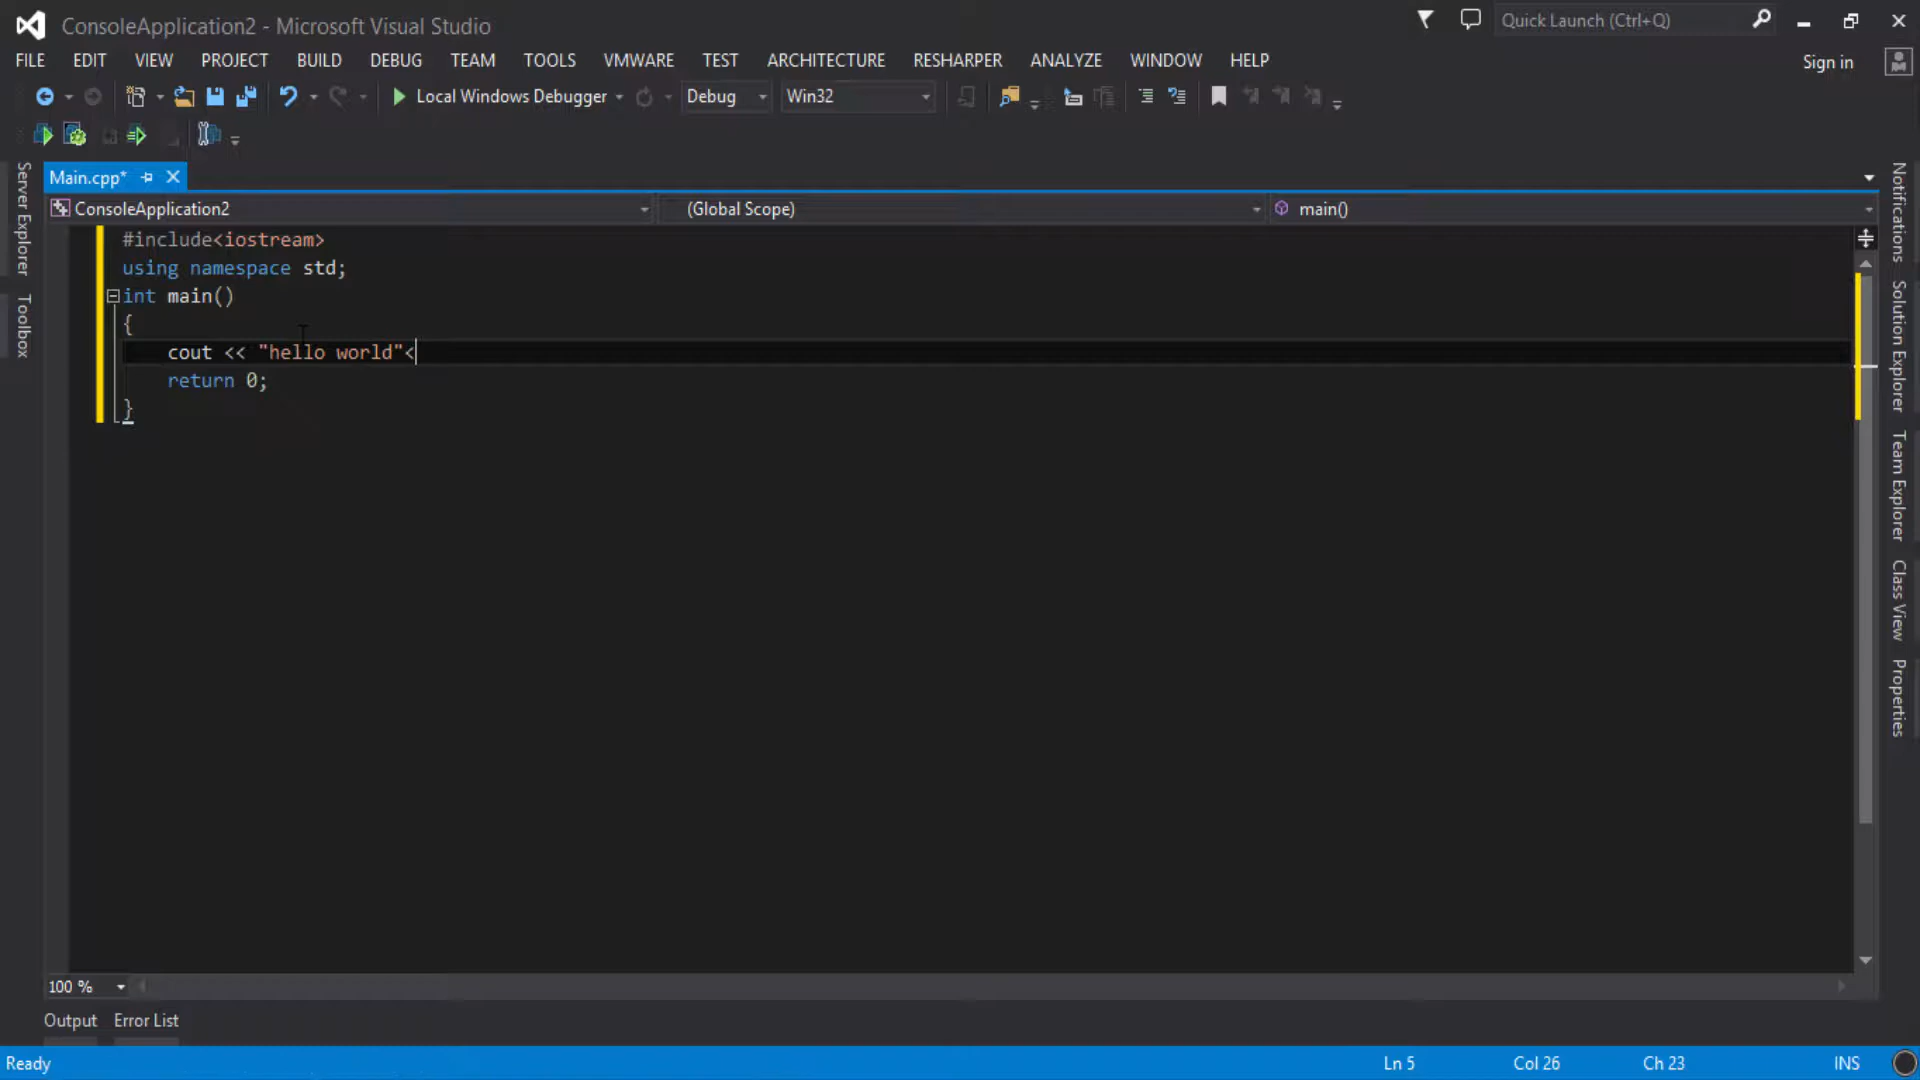 ConsoleApplication2 - Microsoft Visual Studio
Quick Launch (Ctrl+Q)
FILE EDIT VIEW PROJECT BUILD DEBUG TEAM TOOLS VMWARE TEST ARCHITECTURE RESHARPER ANALYZE WINDOW HELP
Sign in
Local Windows Debugger Debug Win32
Server Explorer
Toolbox
Main.cpp*
ConsoleApplication2 (Global Scope) main()
#include<iostream>
using namespace std;
int main()
{
cout << "hello world"<
return 0;
}
Notifications
Solution Explorer
Team Explorer
Class View
Properties
100 %
Output Error List
Ready Ln 5 Col 26 Ch 23 INS